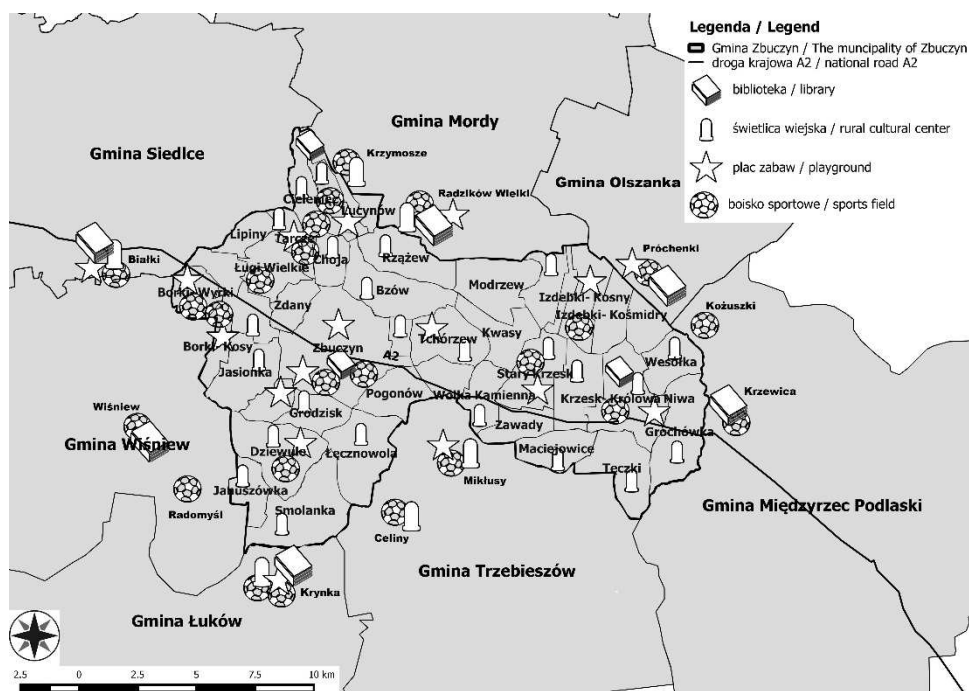 Legenda / Legend
Gmina Zbuczyn / The muncipality of Zbuczyn
droga krajowa A2 / national road A2
biblioteka / library
świetlica wiejska / rural cultural center
plac zabaw / playground
boisko sportowe / sports field
Gmina Mordy
Gmina Siedlce
Krzymosze
Gmina Olszanka
Radzików Wielki
Cielemęc
Lucynów
Lipiny
Tarcze
Choja
Rzążew
Próchenki
Białki
Ługi Wielkie
Borki- Wyrki
Zdany
Bzów
Modrzew
Izdebki- Kosny
Izdebki- Kośmidry
Kożuszki
Borki- Kosy
Zbuczyn
A2
Tchórzew
Kwasy
Wesółka
Jasionka
Stary Krzesk
Pogonów
Wólka Kamienna
Krzesk- Królowa Niwa
Krzewica
Wiśniew
Grodzisk
Zawady
Grochówka
Gmina Wiśniew
Dziewule
Łęcznowola
Maciejowice
Tęczki
Mikłusy
Januszówka
Radomyśl
Smolanka
Celiny
Gmina Międzyrzec Podlaski
Gmina Trzebieszów
Krynka
Gmina Łuków
2.5 0 2.5 5 7.5 10 km